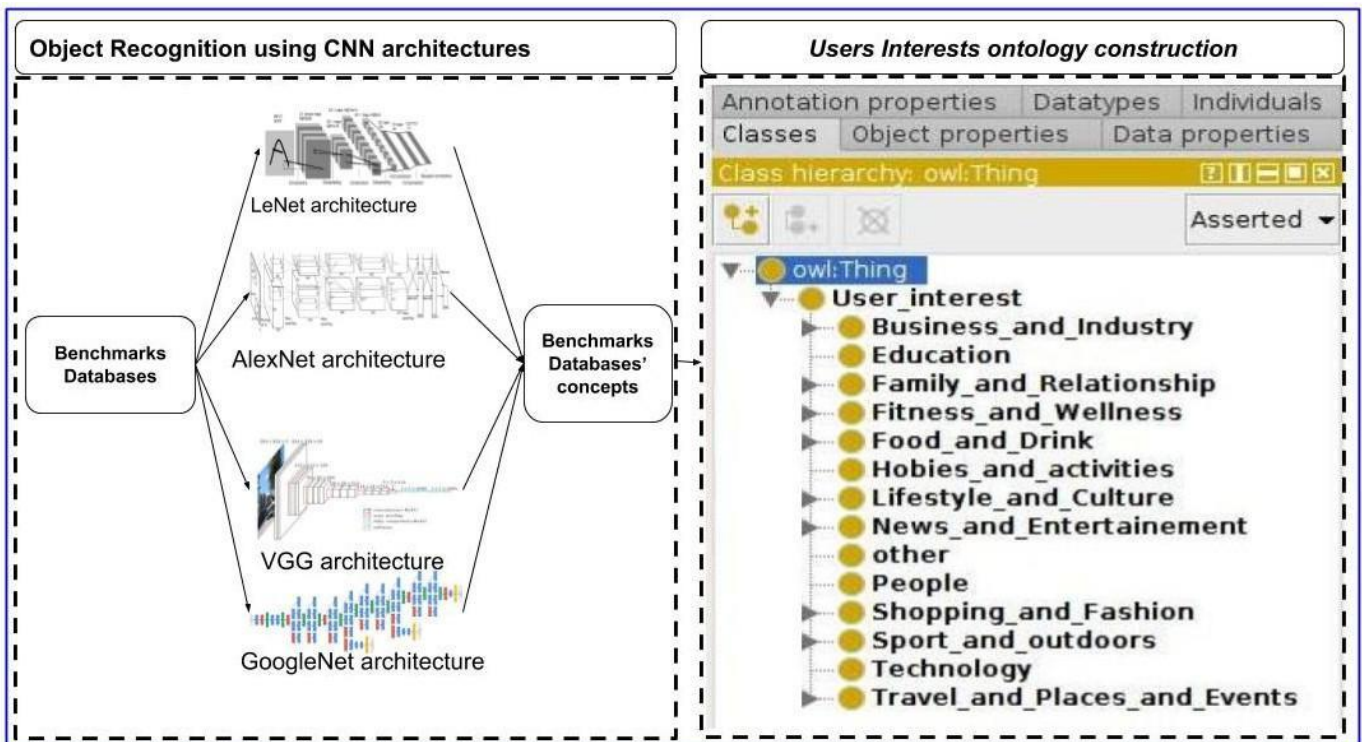 Object Recognition using CNN architectures
LeNet architecture
AlexNet architecture
Benchmarks
Databases
Benchmarks
Databases'
concepts
VGG architecture
GoogleNet architecture
Users Interests ontology construction
Annotation properties Datatypes Individuals
Classes Object properties Data properties
Class hierarchy: owl:Thing
Asserted
owl:Thing
User_interest
Business_and_Industry
Education
Family_and_Relationship
Fitness_and_Wellness
Food_and_Drink
Hobies_and_activities
Lifestyle_and_Culture
News_and_Entertainement
other
People
Shopping_and_Fashion
Sport_and_outdoors
Technology
Travel_and_Places_and_Events